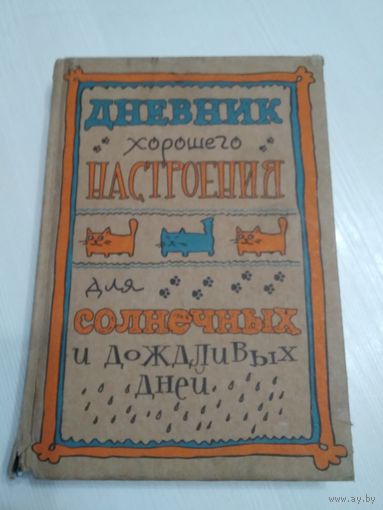 ДНЕВНИК
хорошего
НАСТРОЕНИЯ
для
СОЛНЕЧНЫХ
и дождливых
дней
www.ay.by